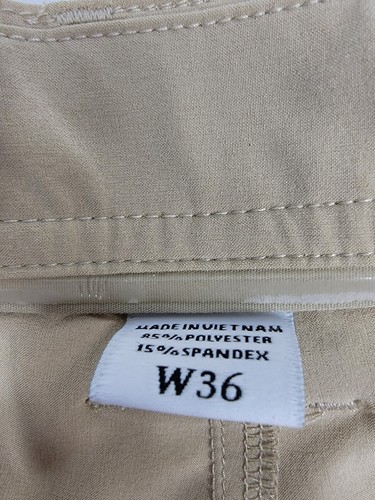 MADE IN VIETNAM
85% POLYESTER
15% SPANDEX
W36